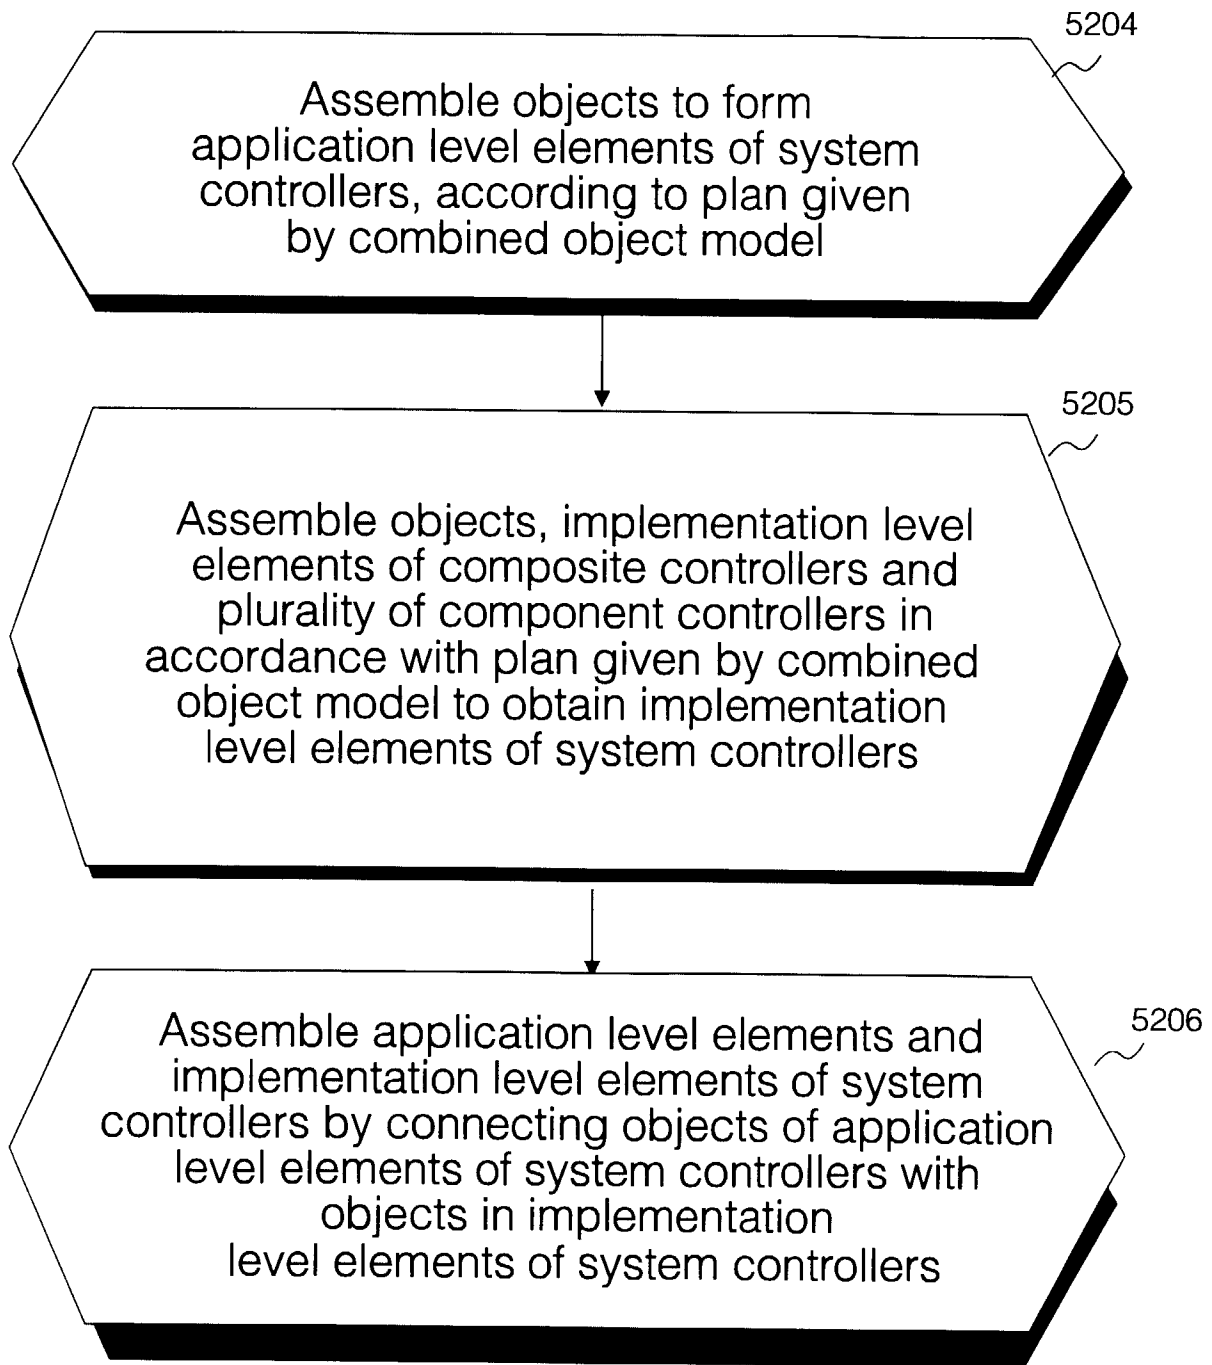 5204
Assemble objects to form
application level elements of system
controllers, according to plan given
by combined object model
5205
Assemble objects, implementation level
elements of composite controllers and
plurality of component controllers in
accordance with plan given by combined
object model to obtain implementation
level elements of system controllers
5206
Assemble application level elements and
implementation level elements of system
controllers by connecting objects of application
level elements of system controllers with
objects in implementation
level elements of system controllers